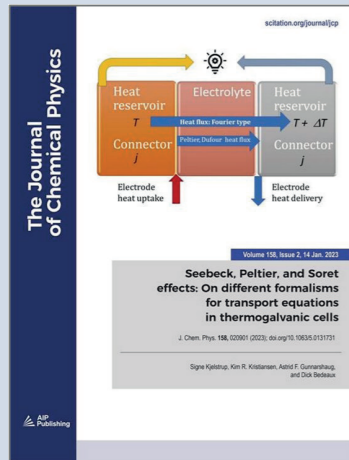 scitation.org/journal/jcp
The Journal
of Chemical Physics
Heat
reservoir
T
Connector
j
Electrolyte
Heat flux: Fourier type
Peltier, Dufour heat flux
Heat
reservoir
T + ΔT
Connector
j
Electrode
heat uptake
Electrode
heat delivery
Volume 158, Issue 2, 14 Jan. 2023
Seebeck, Peltier, and Soret
effects: On different formalisms
for transport equations
in thermogalvanic cells
J. Chem. Phys. 158, 020901 (2023); doi.org/10.1063/5.0131731
Signe Kjelstrup, Kim R. Kristiansen, Astrid F. Gunnarshaug,
and Dick Bedeaux
AIP
Publishing